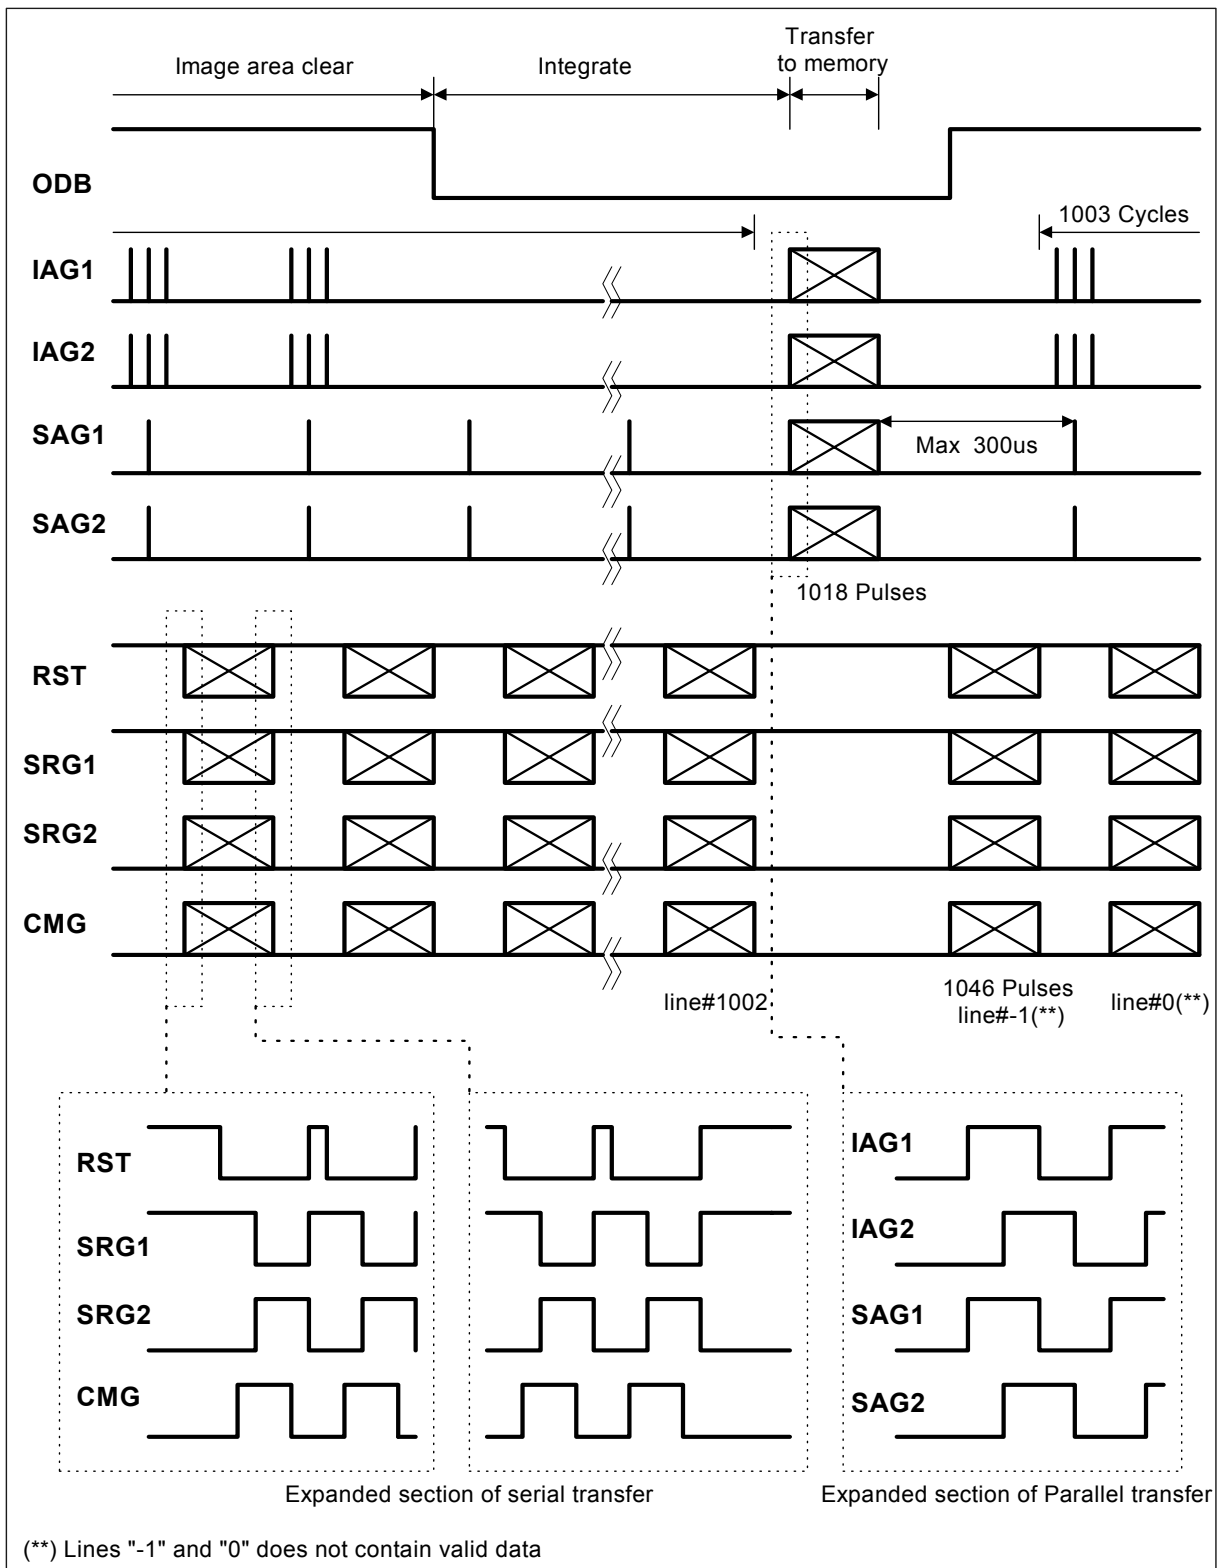 Transfer
to memory
Image area clear
Integrate
ODB
1003 Cycles
IAG1
IAG2
SAG1
Max 300us
SAG2
1018 Pulses
RST
SRG1
SRG2
CMG
line#1002
1046 Pulses
line#-1(**)
line#0(**)
RST
SRG1
SRG2
CMG
IAG1
IAG2
SAG1
SAG2
Expanded section of serial transfer
Expanded section of Parallel transfer
(**) Lines "-1" and "0" does not contain valid data